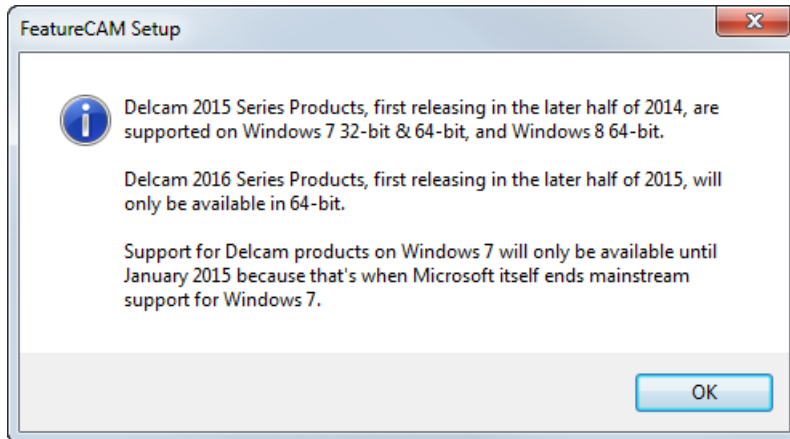 FeatureCAM Setup
Delcam 2015 Series Products, first releasing in the later half of 2014, are
supported on Windows 7 32-bit & 64-bit, and Windows 8 64-bit.
Delcam 2016 Series Products, first releasing in the later half of 2015, will
only be available in 64-bit.
Support for Delcam products on Windows 7 will only be available until
January 2015 because that's when Microsoft itself ends mainstream
support for Windows 7.
OK